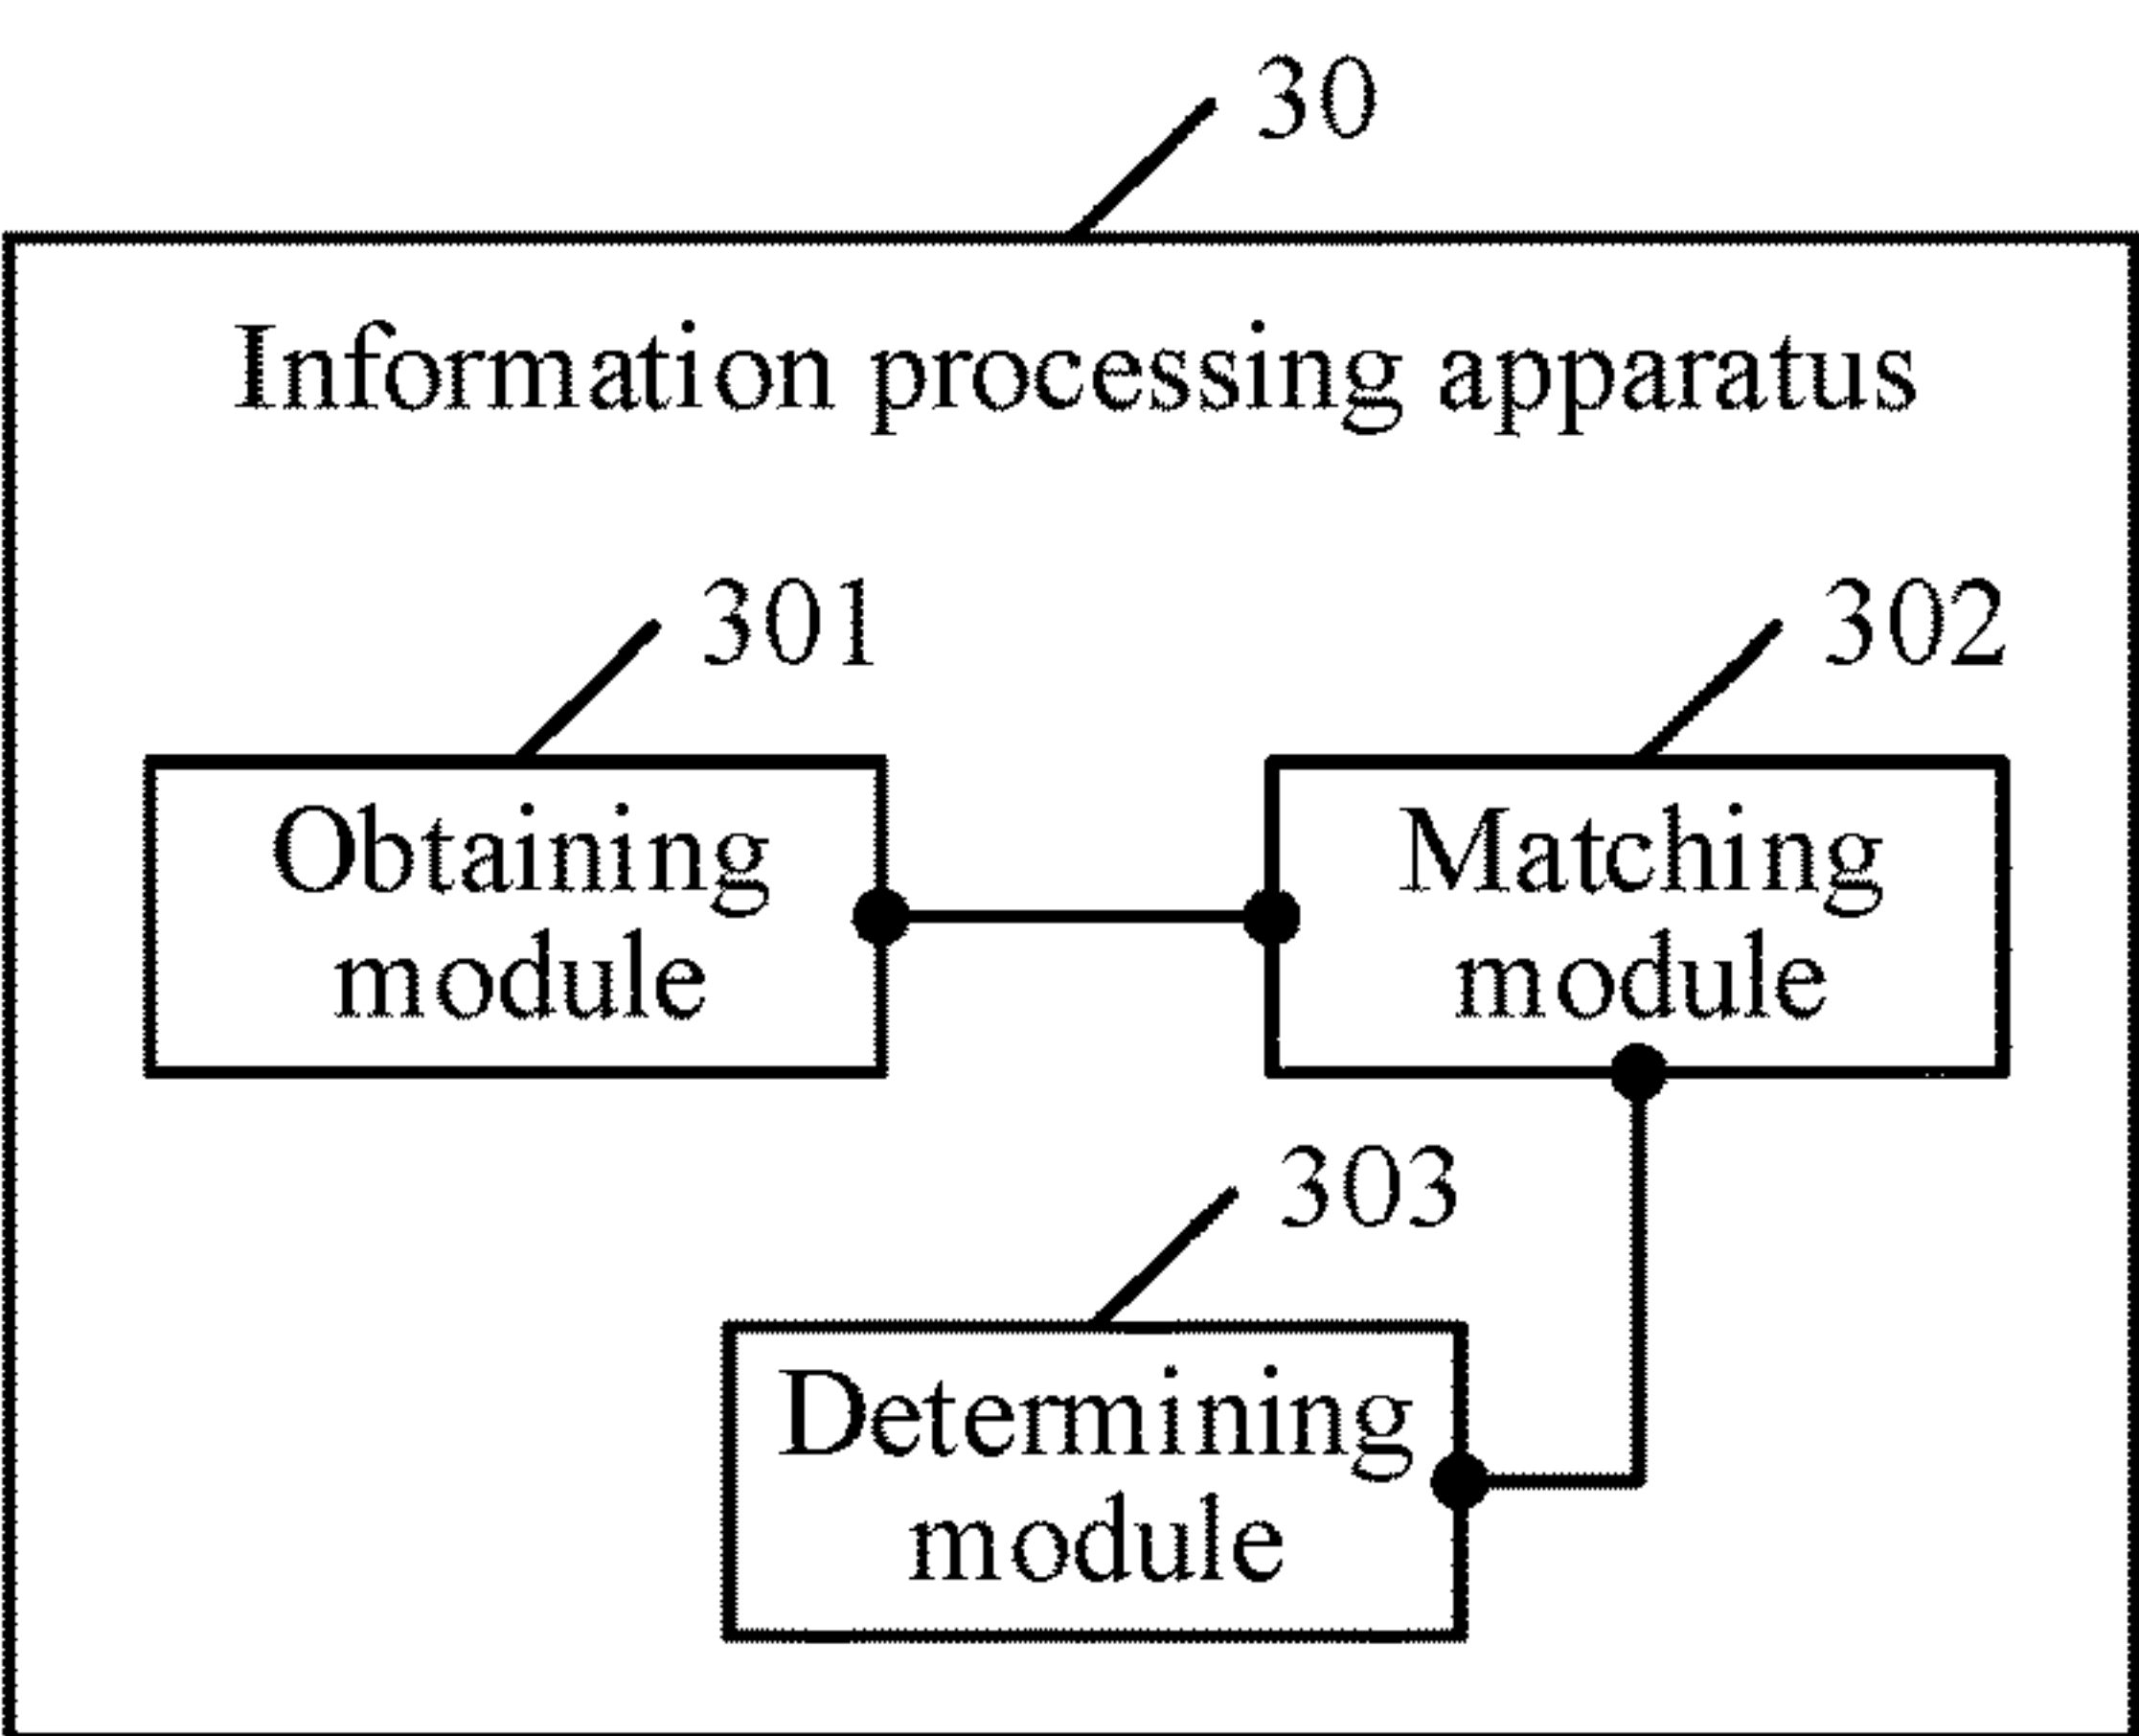 30
Information processing apparatus
301
302
Obtaining
module
Matching
module
303
Determining
module